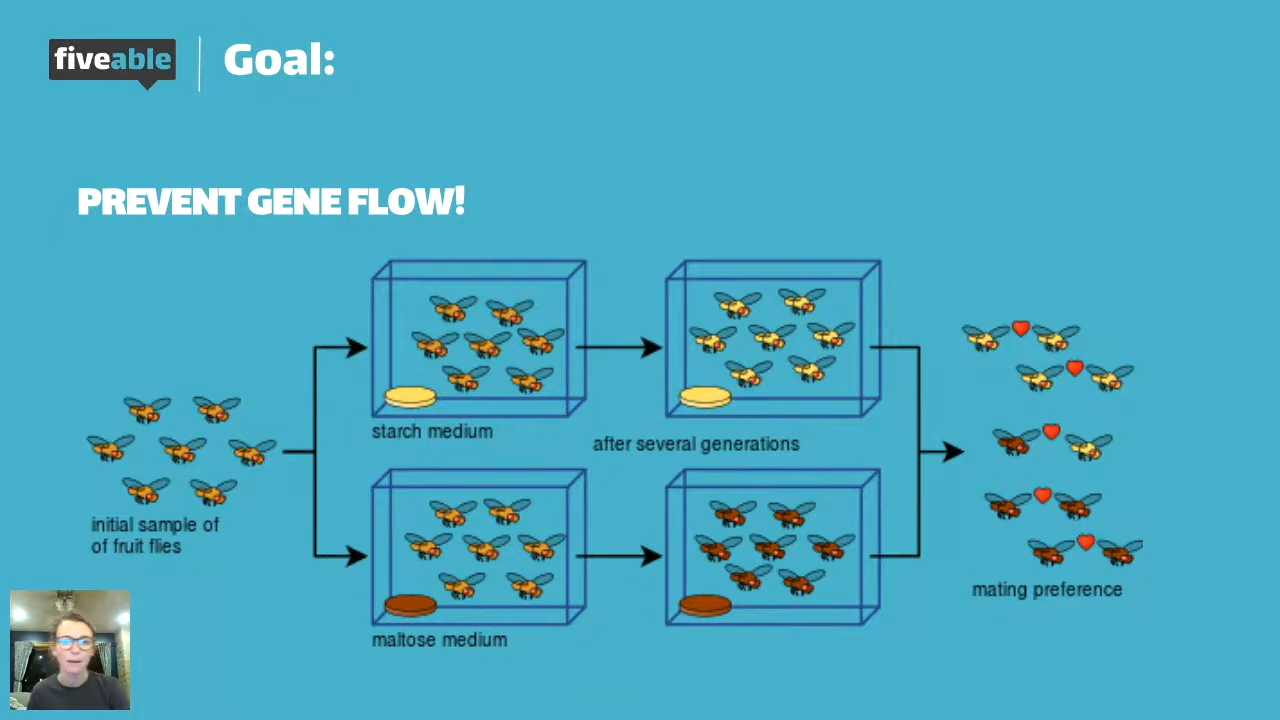 fiveable
Goal:
PREVENT GENE FLOW!
starch medium
after several generations
initial sample of
of fruit flies
maltose medium
mating preference